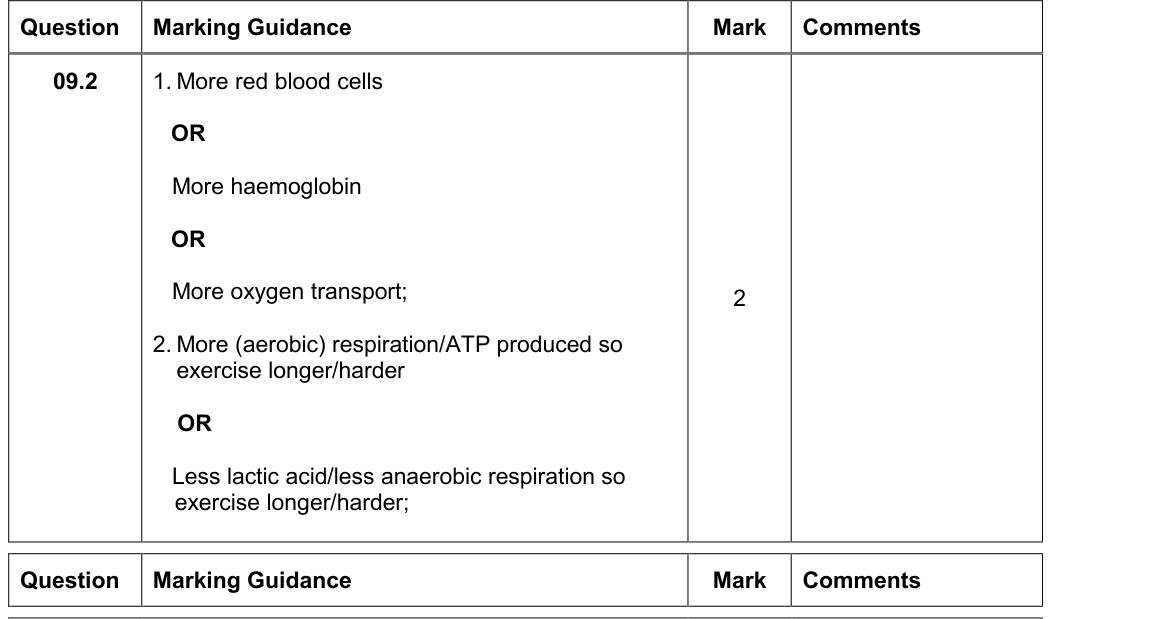 Question Marking Guidance Mark Comments
09.2 1. More red blood cells
OR
More haemoglobin
OR
More oxygen transport;
2
2. More (aerobic) respiration/ATP produced so
exercise longer/harder
OR
Less lactic acid/less anaerobic respiration so
exercise longer/harder;
Question Marking Guidance Mark Comments